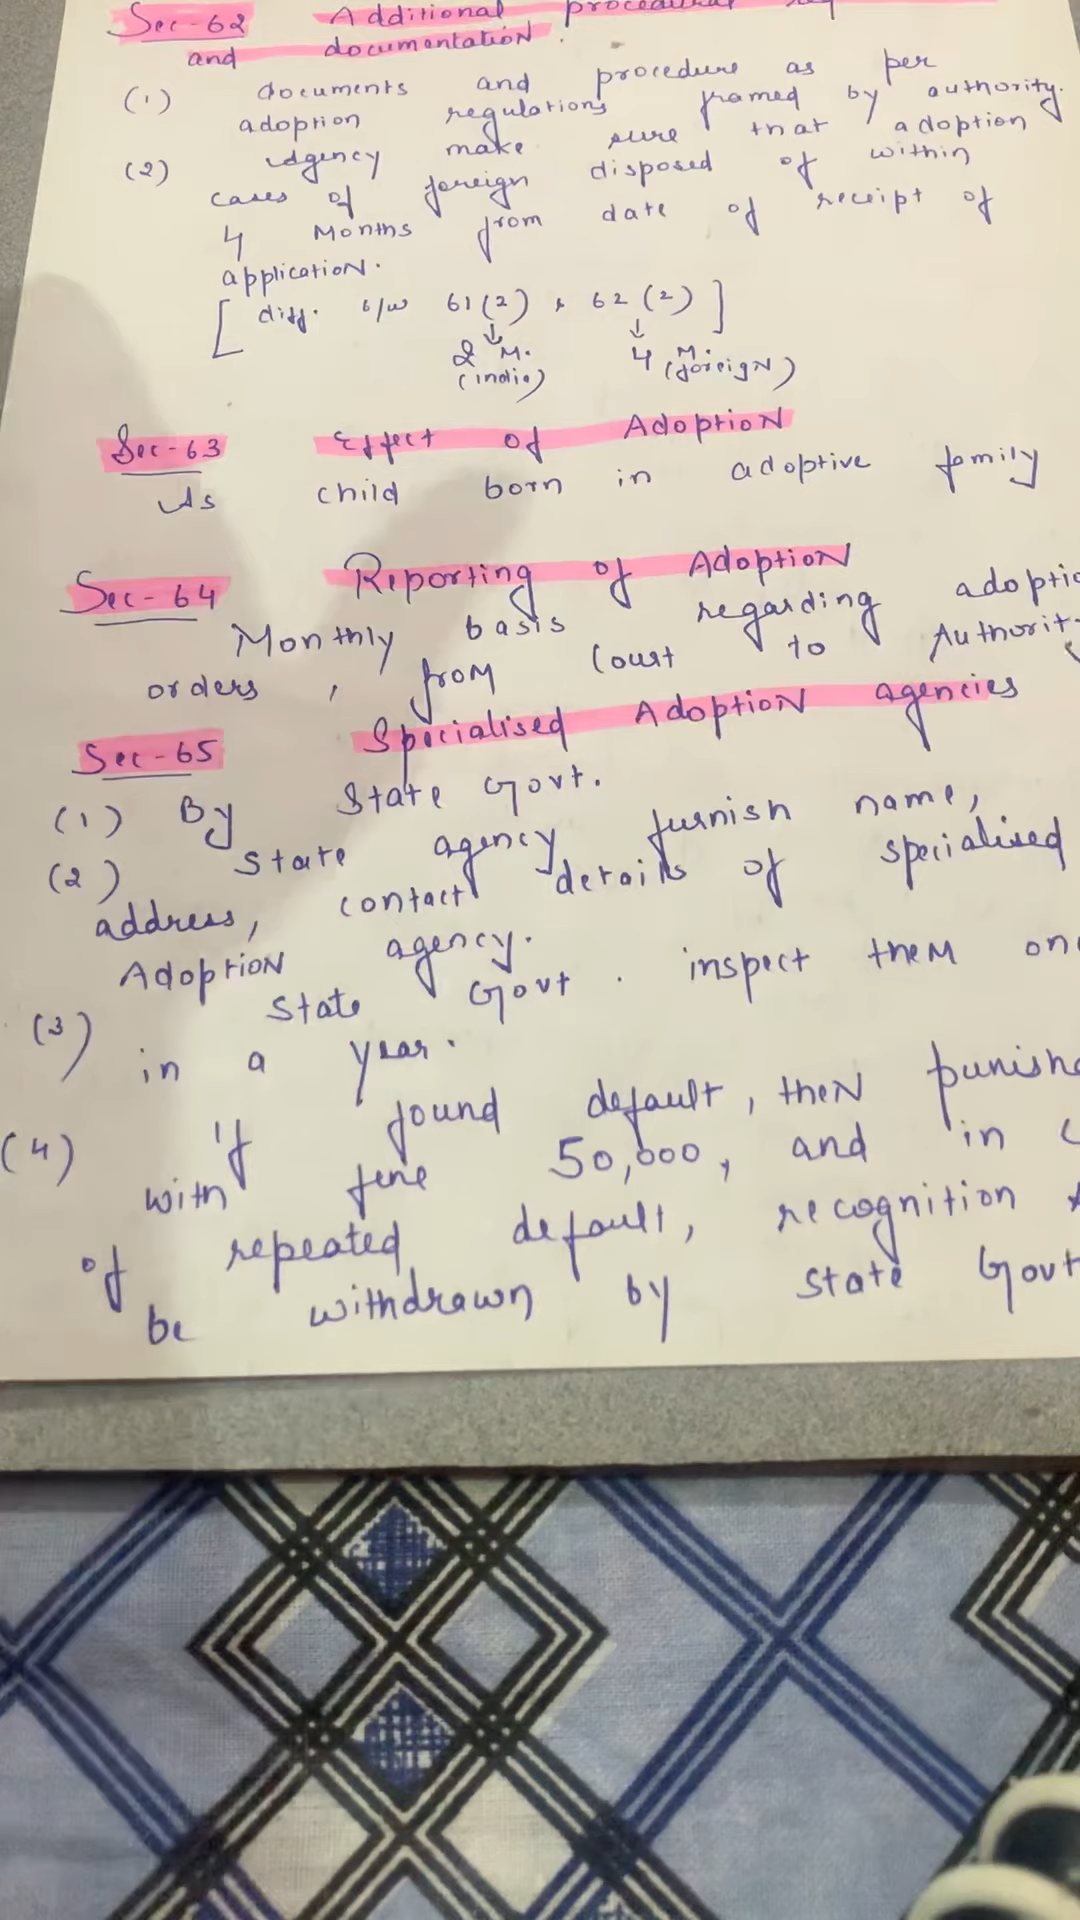 Sec-62 Additional procedural
and documentation.
(1) documents and procedure as per
adoption regulations framed by authority.
(2) Agency make sure that adoption
cases of foreign disposed of within
4 Months from date of receipt of
application.
[ diff. b/w 61(2) & 62(2) ]
↓ ↓
2 M. 4 M.
(india) (foreign)
Sec-63 Effect of Adoption
As child born in adoptive family
Sec-64 Reporting of Adoption
Monthly basis regarding adoptio
orders, from Court to Authorit
Sec-65 Specialised Adoption agencies
(1) By State Govt.
(2) State agency furnish name,
address, contact details of specialised
Adoption agency.
(3) State Govt. inspect them on
in a year.
(4) if found default, then punish
with fine 50,000, and in c
of repeated default, recognition
be withdrawn by state Govt